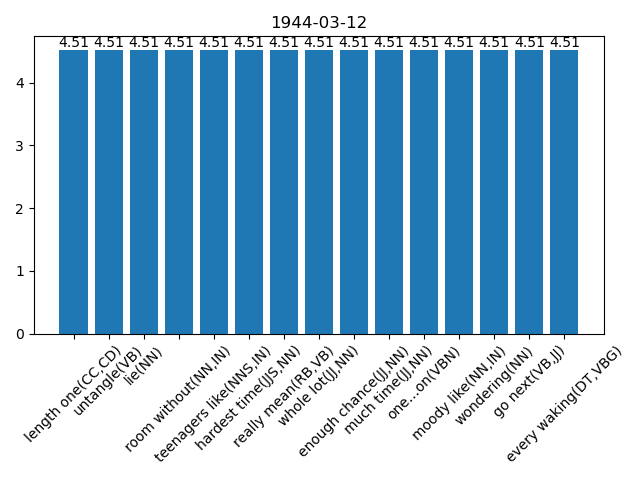 1944-03-12
4.51 4.51 4.51 4.51 4.51 4.51 4.51 4.51 4.51 4.51 4.51 4.51 4.51 4.51 4.51
4
3
2
1
0
length one(CC,CD)
untangle(VB)
lie(NN)
room without(NN,IN)
teenagers like(NNS,IN)
hardest time(JJS,NN)
really mean(RB,VB)
whole lot(JJ,NN)
enough chance(JJ,NN)
much time(JJ,NN)
one...on(VBN)
moody like(NN,IN)
wondering(NN)
go next(VB,JJ)
every waking(DT,VBG)